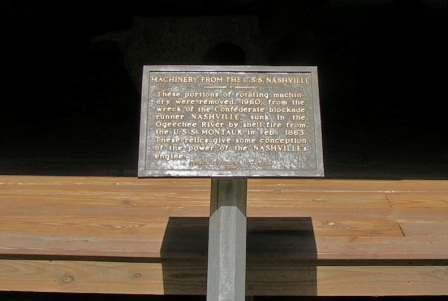 MACHINERY FROM THE U.S.S. NASHVILLE
These portions of rotating machin-
ery were removed, 1960, from the
wreck of the Confederate blockade
runner NASHVILLE, sunk in the
Ogeechee River by shell fire from
the U.S.S. MONTAUK in Feb., 1863.
These relics give some conception
of the power of the NASHVILLE'S
engine.